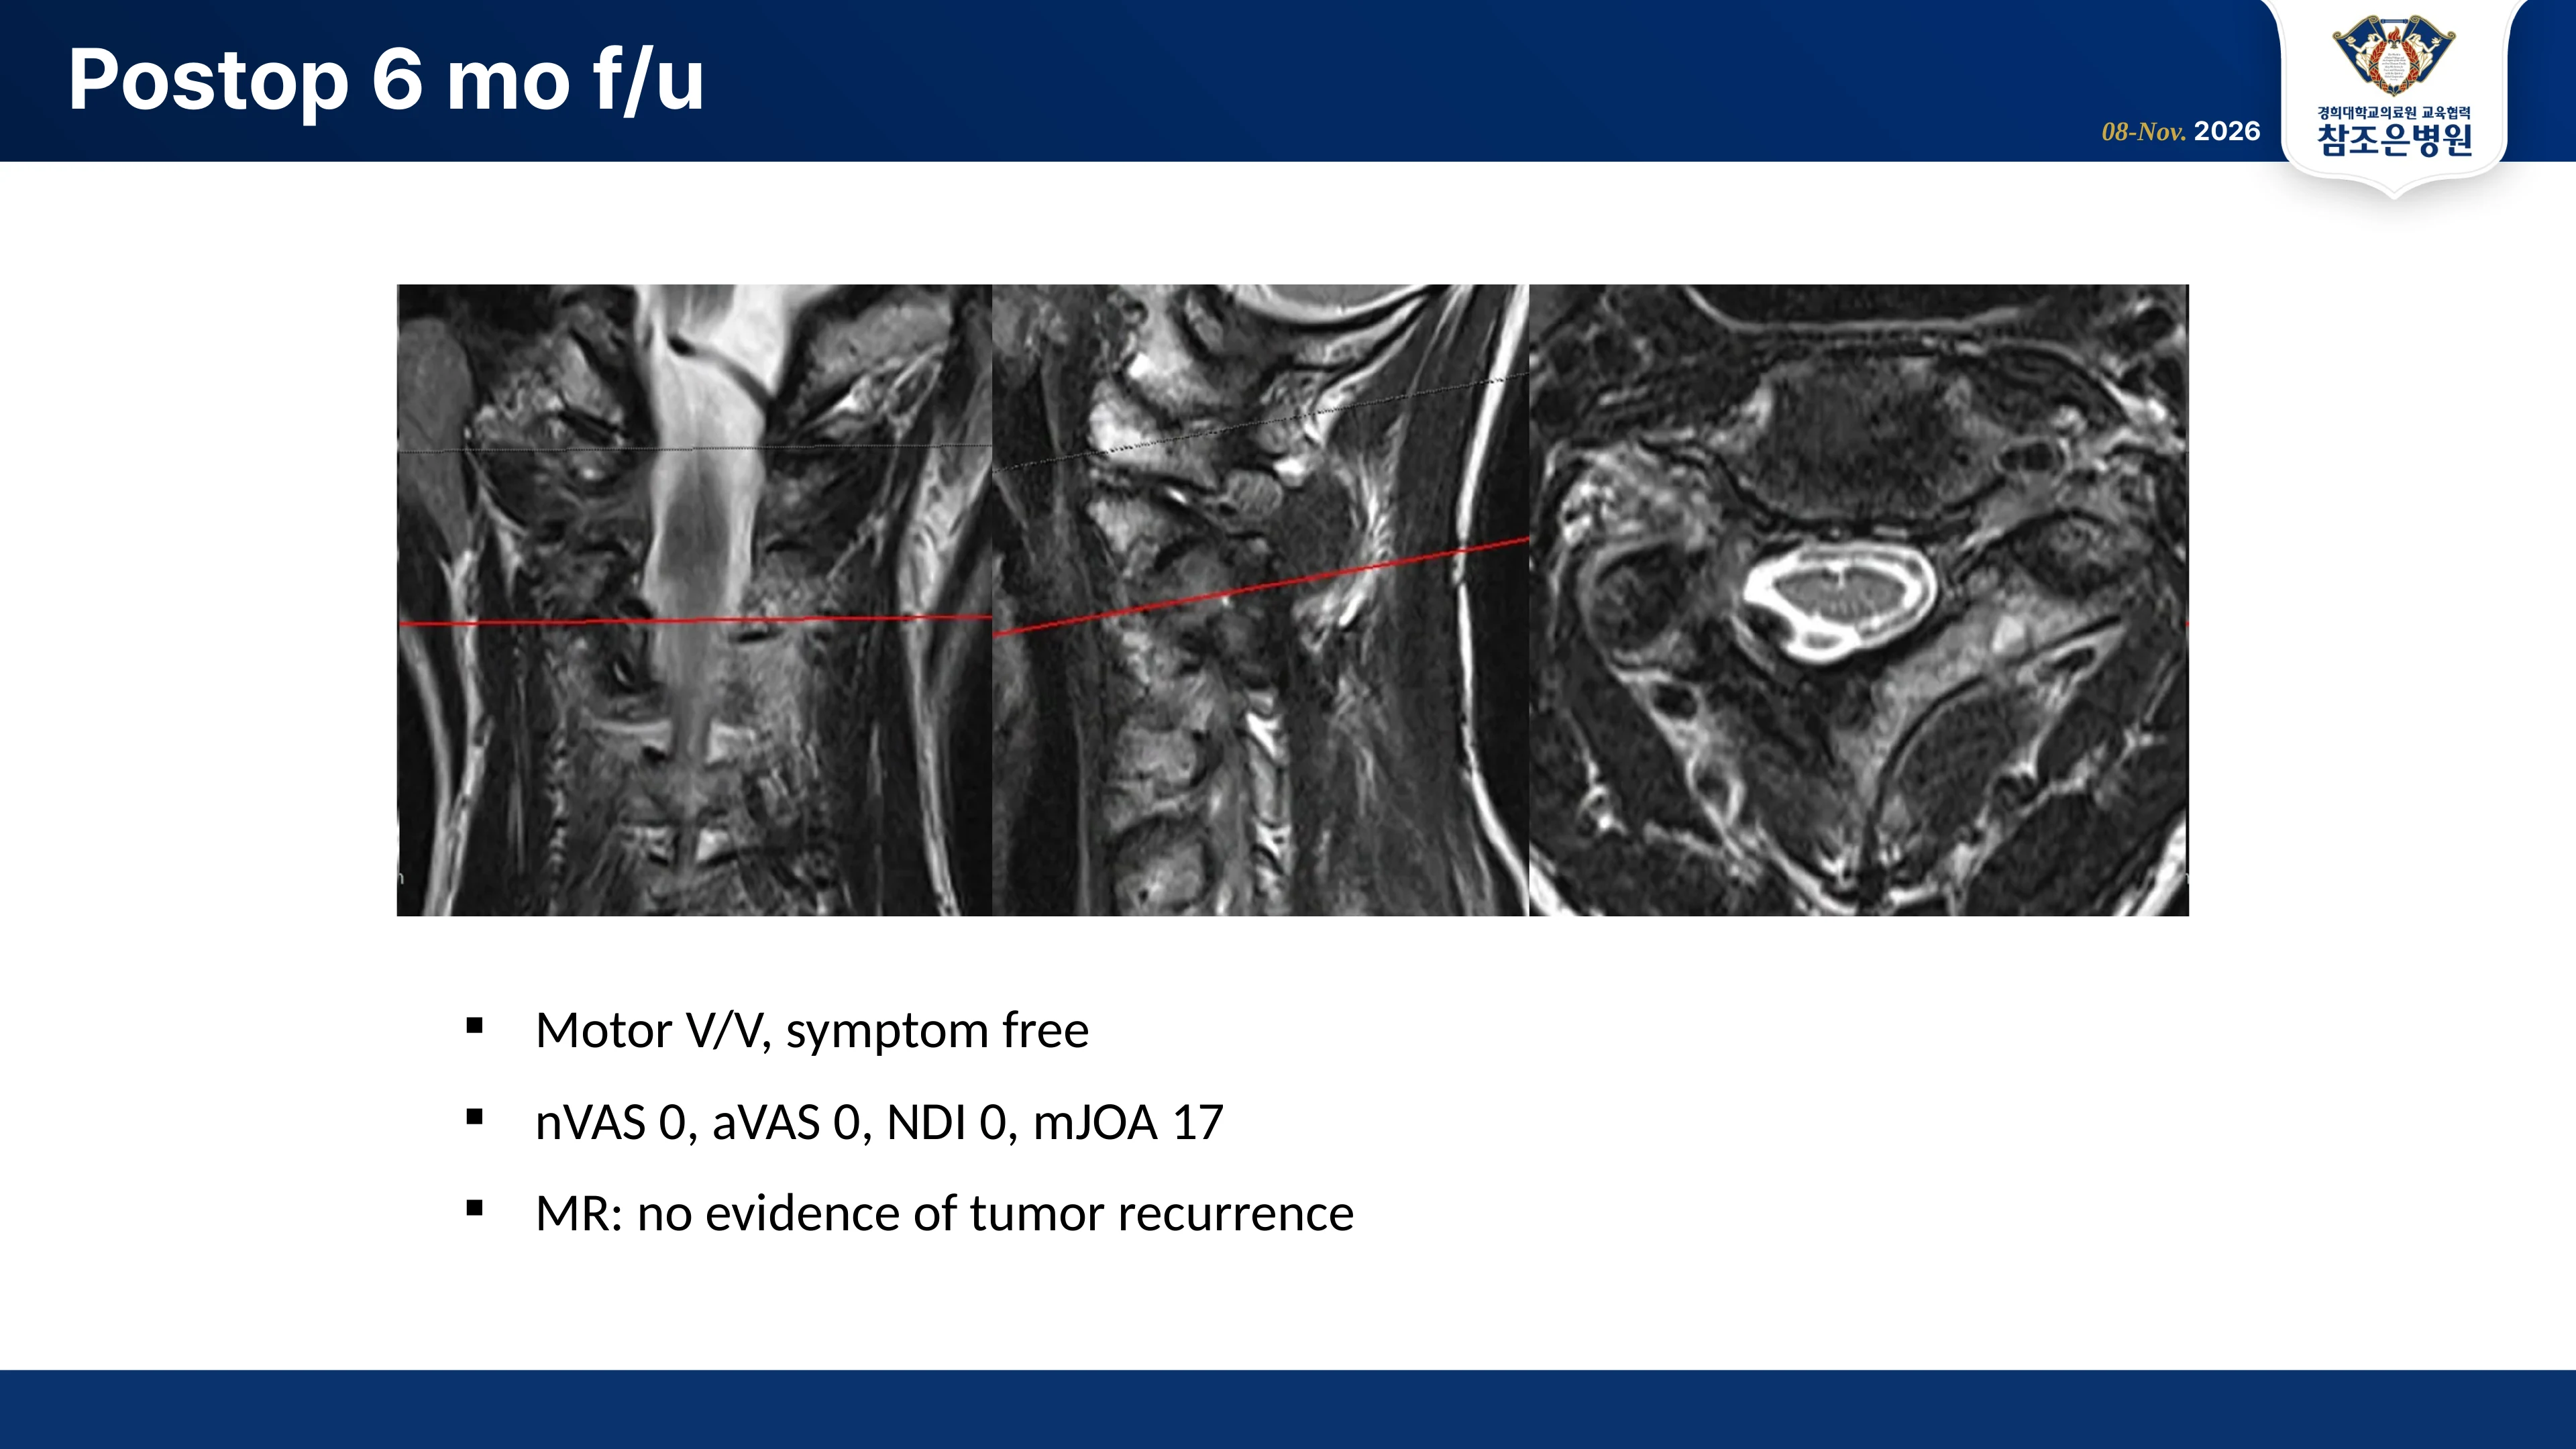 Postop 6 mo f/u
08-Nov. 2026
경희대학교의료원 교육협력
참조은병원
▪ Motor V/V, symptom free
▪ nVAS 0, aVAS 0, NDI 0, mJOA 17
▪ MR: no evidence of tumor recurrence